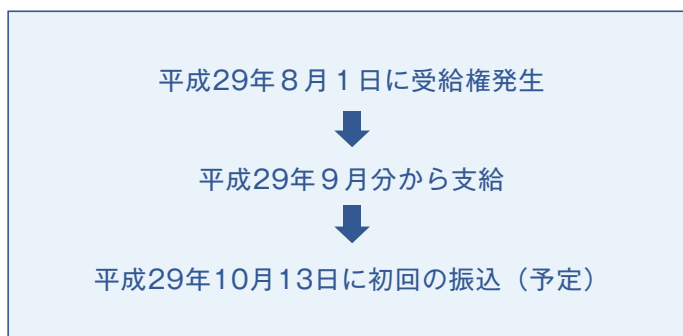 平成29年８月１日に受給権発生
平成29年９月分から支給
平成29年10月13日に初回の振込（予定）